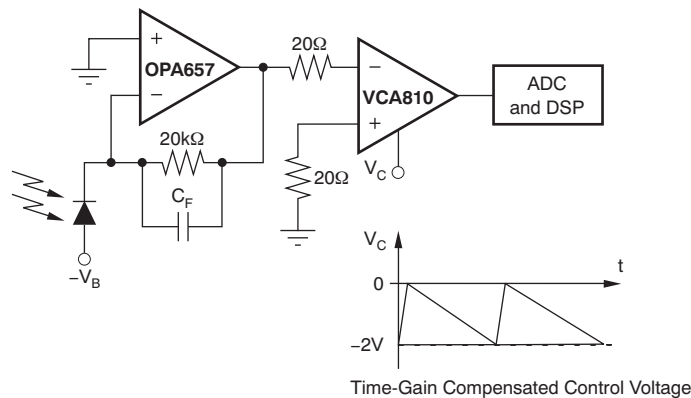 +
OPA657
−
20kΩ
C_F
−V_B
20Ω
−
VCA810
+
20Ω
V_C
ADC
and DSP
V_C
t
0
−2V
Time-Gain Compensated Control Voltage